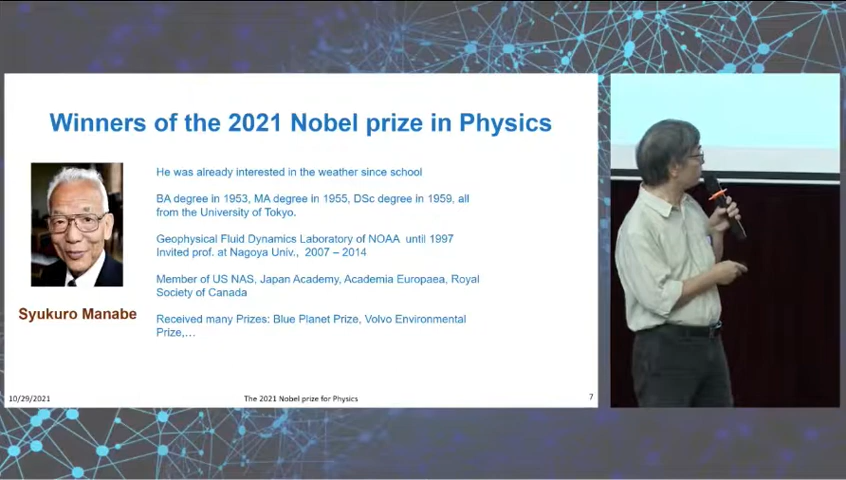 Winners of the 2021 Nobel prize in Physics
He was already interested in the weather since school
BA degree in 1953, MA degree in 1955, DSc degree in 1959, all
from the University of Tokyo.
Geophysical Fluid Dynamics Laboratory of NOAA until 1997
Invited prof. at Nagoya Univ., 2007 – 2014
Member of US NAS, Japan Academy, Academia Europaea, Royal
Society of Canada
Received many Prizes: Blue Planet Prize, Volvo Environmental
Prize,…
Syukuro Manabe
10/29/2021
The 2021 Nobel prize for Physics
7